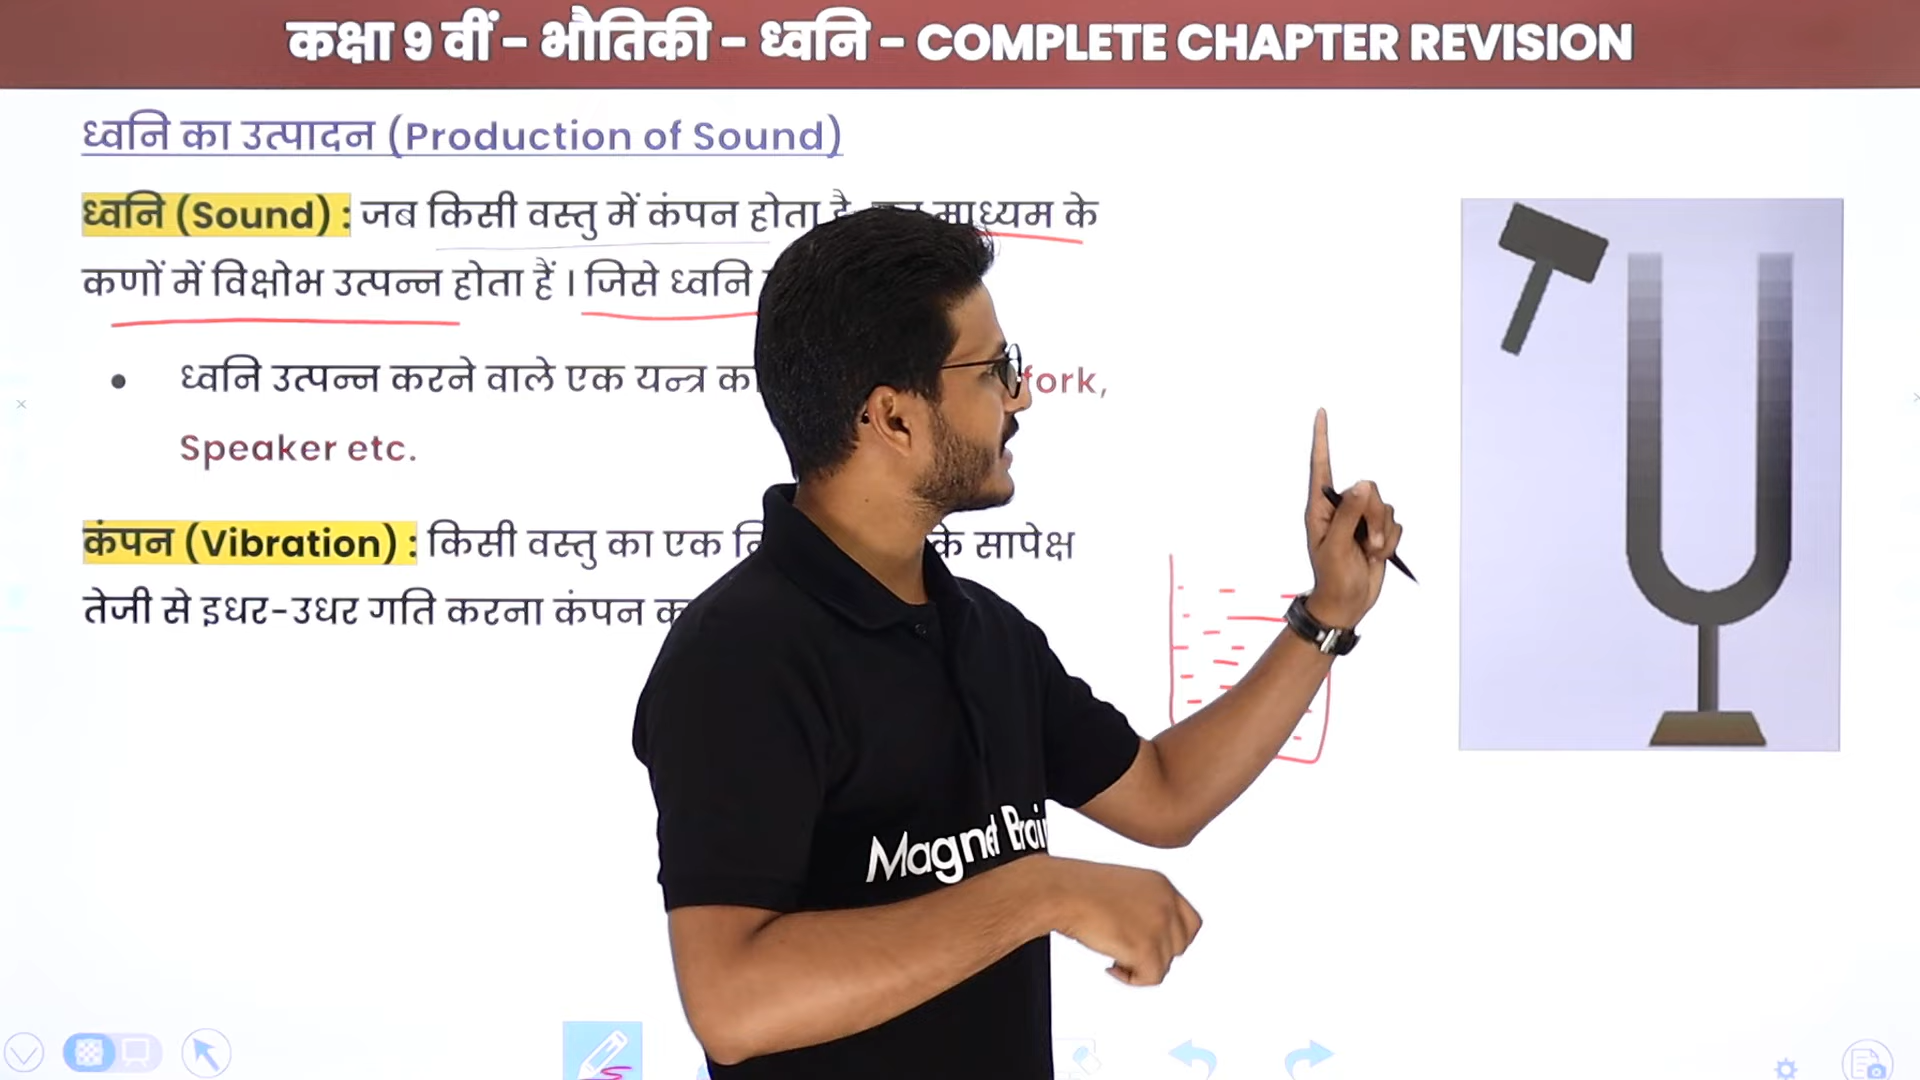 कक्षा 9 वीं - भौतिकी - ध्वनि - COMPLETE CHAPTER REVISION
ध्वनि का उत्पादन (Production of Sound)
ध्वनि (Sound) : जब किसी वस्तु में कंपन होता है माध्यम के
कणों में विक्षोभ उत्पन्न होता हैं । जिसे ध्वनि
• ध्वनि उत्पन्न करने वाले एक यन्त्र fork,
Speaker etc.
कंपन (Vibration) : किसी वस्तु का एक के सापेक्ष
तेजी से इधर-उधर गति करना कंपन
Magnet Brain